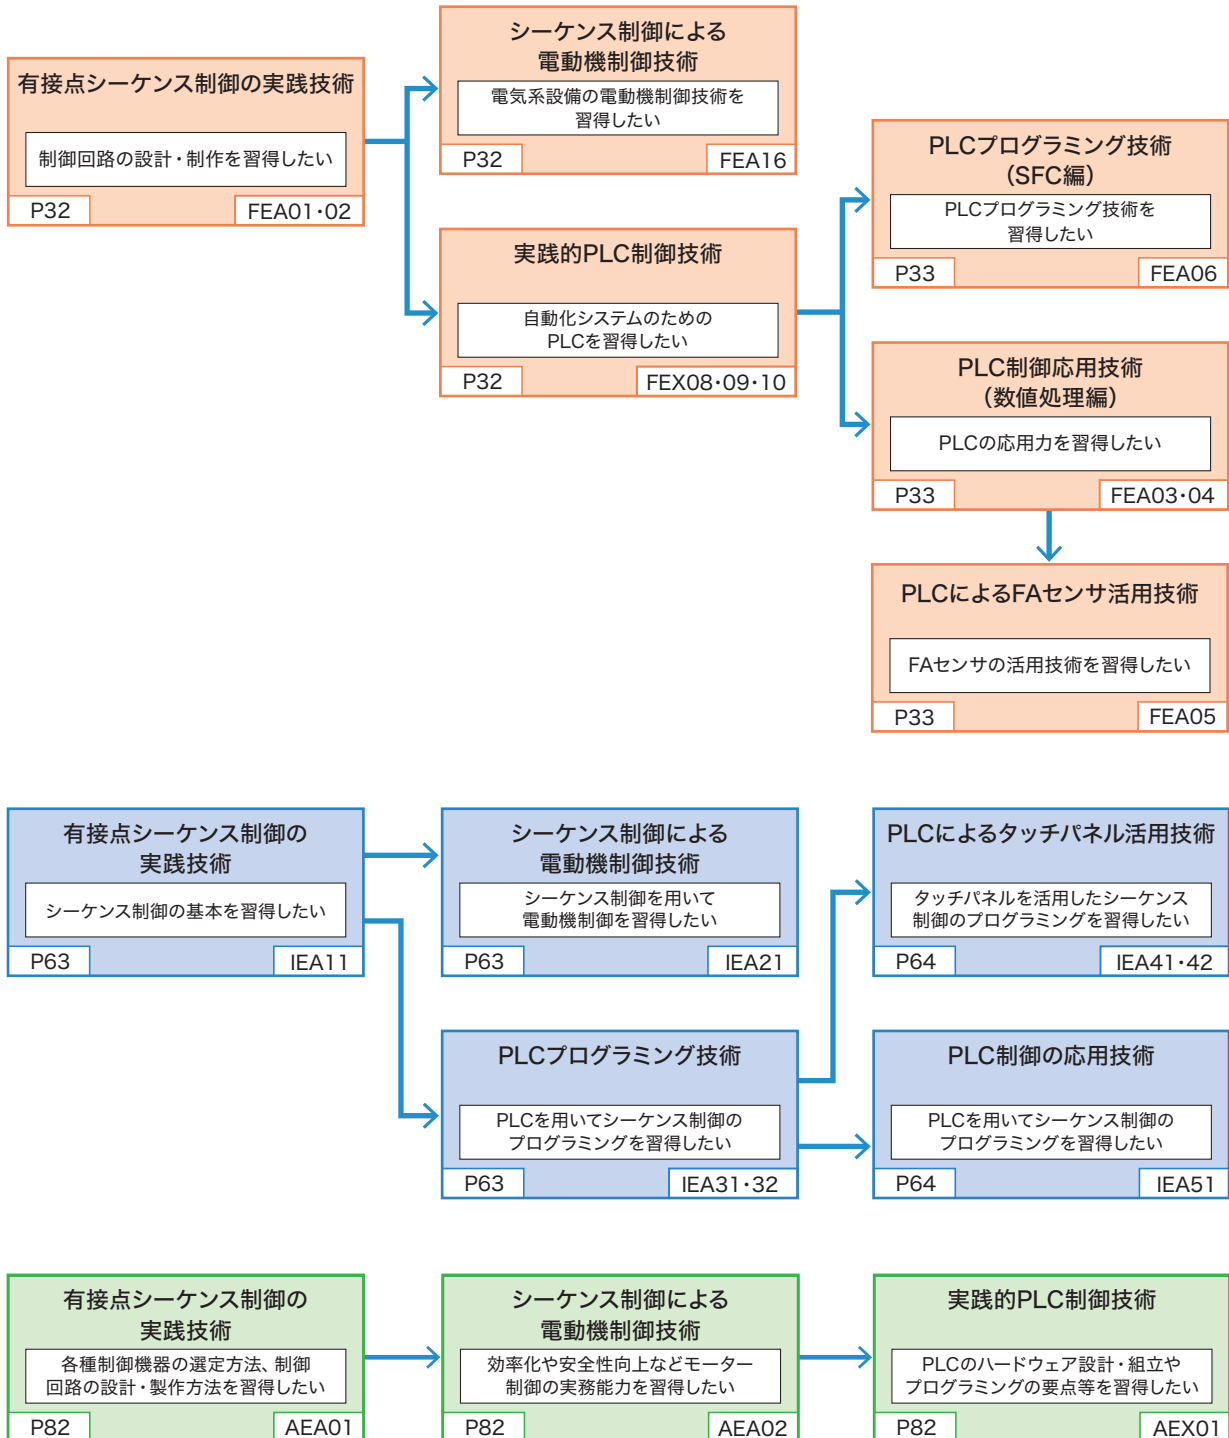 有接点シーケンス制御の実践技術
制御回路の設計・制作を習得したい
P32
FEA01・02
シーケンス制御による
電動機制御技術
電気系設備の電動機制御技術を
習得したい
P32
FEA16
実践的PLC制御技術
自動化システムのための
PLCを習得したい
P32
FEX08・09・10
PLCプログラミング技術
（SFC編）
PLCプログラミング技術を
習得したい
P33
FEA06
PLC制御応用技術
（数値処理編）
PLCの応用力を習得したい
P33
FEA03・04
PLCによるFAセンサ活用技術
FAセンサの活用技術を習得したい
P33
FEA05
有接点シーケンス制御の
実践技術
シーケンス制御の基本を習得したい
P63
IEA11
シーケンス制御による
電動機制御技術
シーケンス制御を用いて
電動機制御を習得したい
P63
IEA21
PLCによるタッチパネル活用技術
タッチパネルを活用したシーケンス
制御のプログラミングを習得したい
P64
IEA41・42
PLCプログラミング技術
PLCを用いてシーケンス制御の
プログラミングを習得したい
P63
IEA31・32
PLC制御の応用技術
PLCを用いてシーケンス制御の
プログラミングを習得したい
P64
IEA51
有接点シーケンス制御の
実践技術
各種制御機器の選定方法、制御
回路の設計・製作方法を習得したい
P82
AEA01
シーケンス制御による
電動機制御技術
効率化や安全性向上などモーター
制御の実務能力を習得したい
P82
AEA02
実践的PLC制御技術
PLCのハードウェア設計・組立や
プログラミングの要点等を習得したい
P82
AEX01